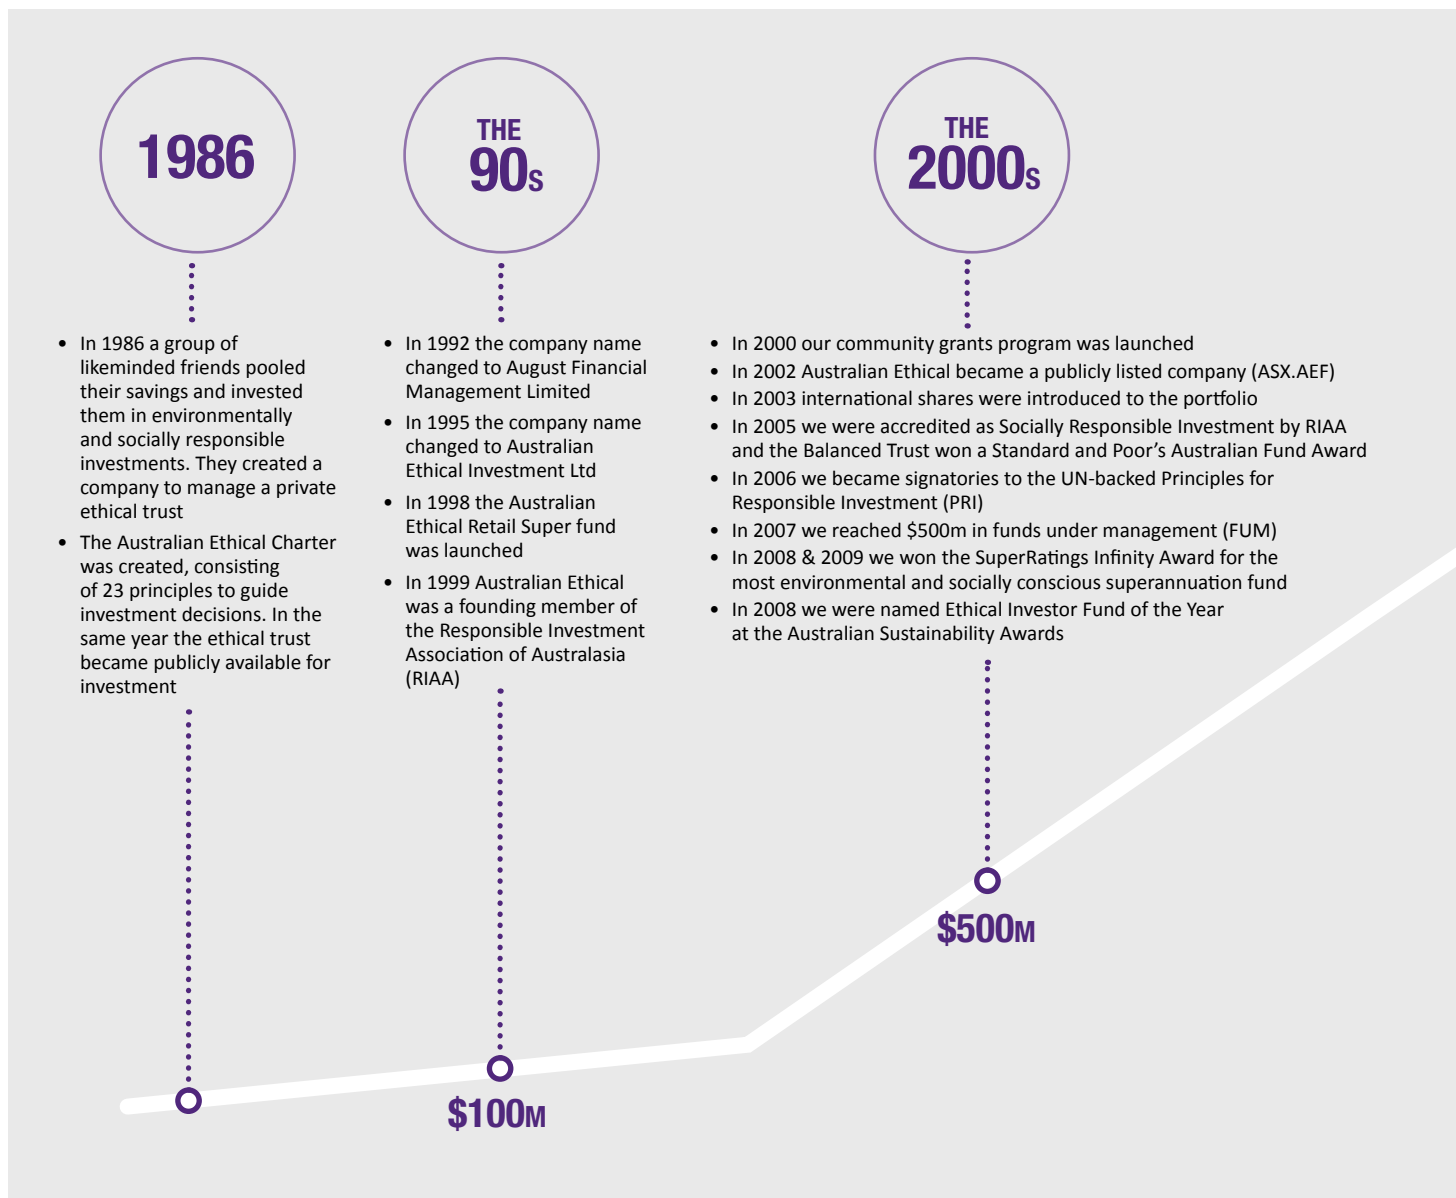 1986
• In 1986 a group of
likeminded friends pooled
their savings and invested
them in environmentally
and socially responsible
investments. They created a
company to manage a private
ethical trust
• The Australian Ethical Charter
was created, consisting
of 23 principles to guide
investment decisions. In the
same year the ethical trust
became publicly available for
investment
THE
90s
• In 1992 the company name
changed to August Financial
Management Limited
• In 1995 the company name
changed to Australian
Ethical Investment Ltd
• In 1998 the Australian
Ethical Retail Super fund
was launched
• In 1999 Australian Ethical
was a founding member of
the Responsible Investment
Association of Australasia
(RIAA)
$100M
THE
2000s
• In 2000 our community grants program was launched
• In 2002 Australian Ethical became a publicly listed company (ASX.AEF)
• In 2003 international shares were introduced to the portfolio
• In 2005 we were accredited as Socially Responsible Investment by RIAA
and the Balanced Trust won a Standard and Poor's Australian Fund Award
• In 2006 we became signatories to the UN-backed Principles for
Responsible Investment (PRI)
• In 2007 we reached $500m in funds under management (FUM)
• In 2008 & 2009 we won the SuperRatings Infinity Award for the
most environmental and socially conscious superannuation fund
• In 2008 we were named Ethical Investor Fund of the Year
at the Australian Sustainability Awards
$500M